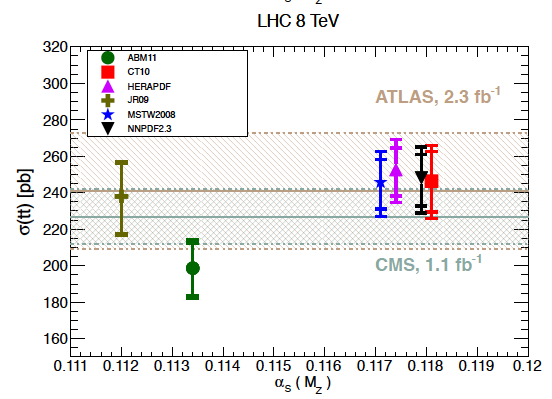 LHC 8 TeV
σ(tt) [pb]
320
300
280
260
240
220
200
180
160
ABM11
CT10
HERAPDF
JR09
MSTW2008
NNPDF2.3
ATLAS, 2.3 fb⁻¹
CMS, 1.1 fb⁻¹
0.111 0.112 0.113 0.114 0.115 0.116 0.117 0.118 0.119 0.12
α_S ( M_Z )